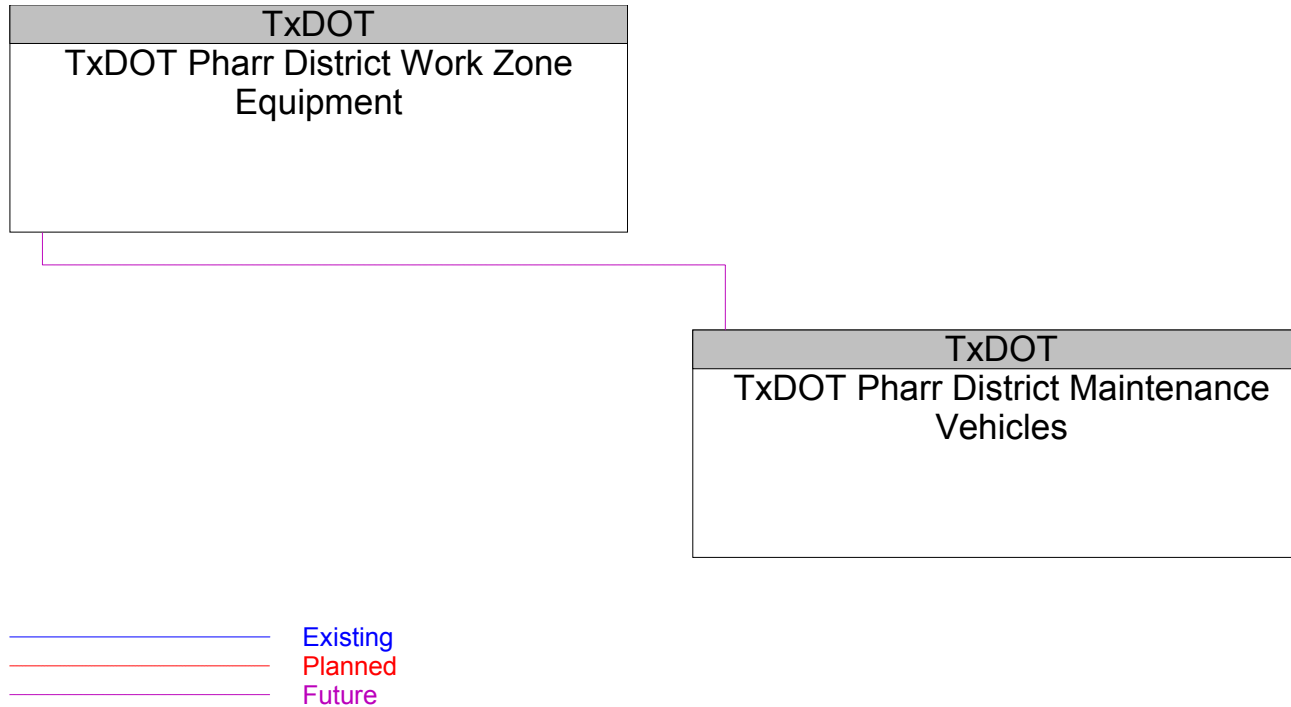 TxDOT
TxDOT Pharr District Work Zone
Equipment
TxDOT
TxDOT Pharr District Maintenance
Vehicles
Existing
Planned
Future